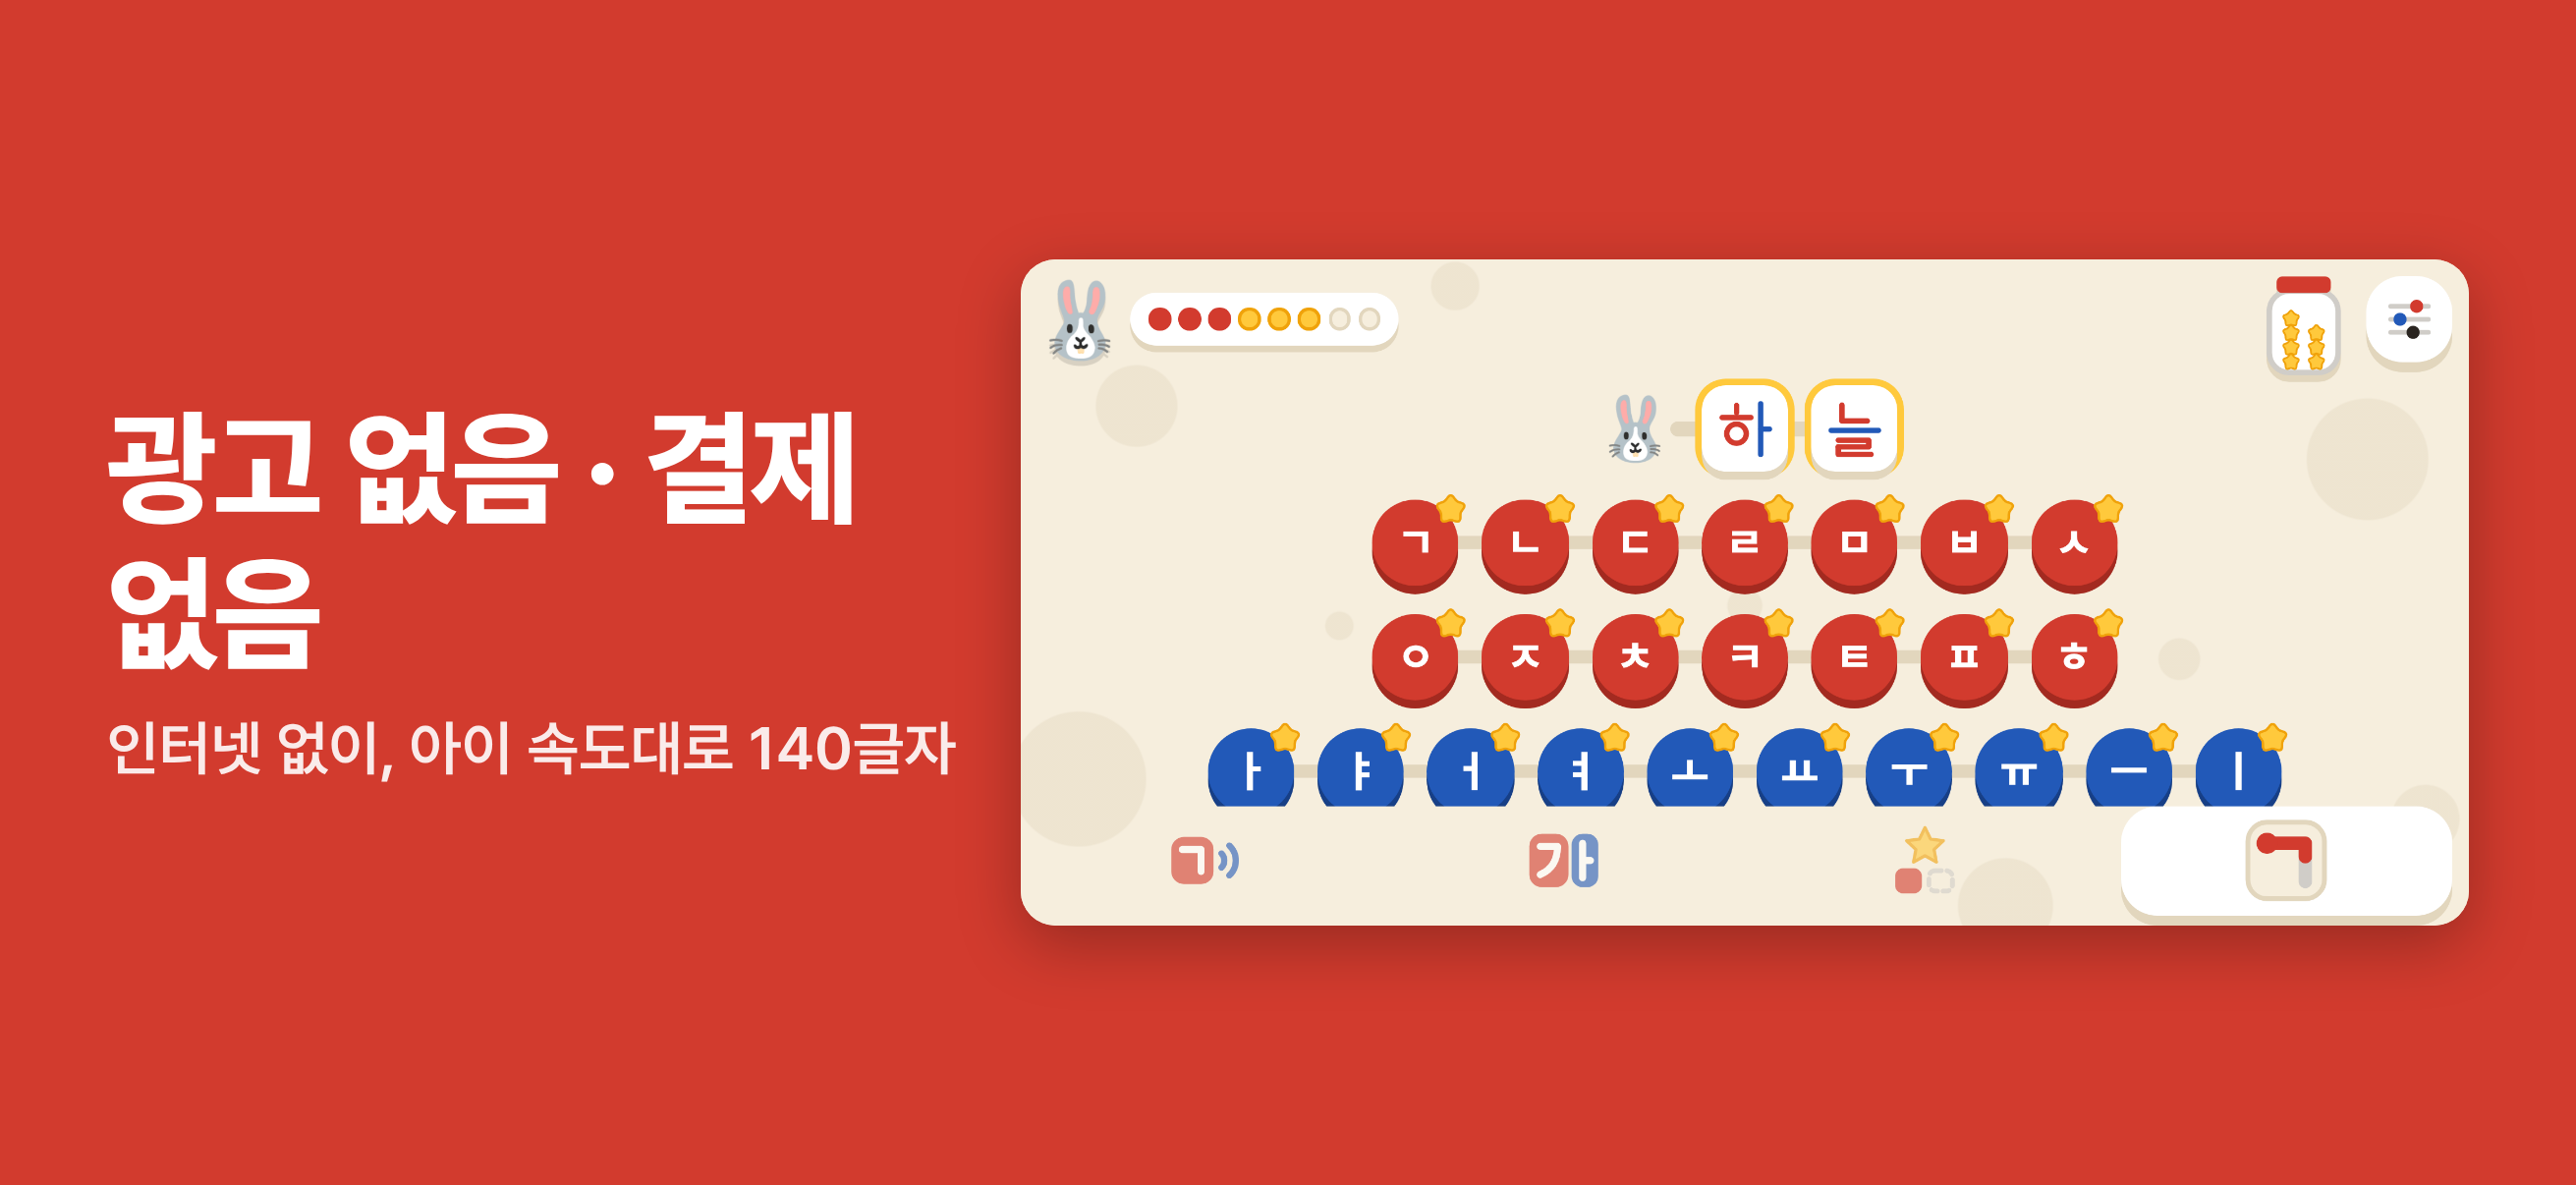 광고 없음 · 결제
없음
인터넷 없이, 아이 속도대로 140글자
하 늘
ㄱ ㄴ ㄷ ㄹ ㅁ ㅂ ㅅ
ㅇ ㅈ ㅊ ㅋ ㅌ ㅍ ㅎ
ㅏ ㅑ ㅓ ㅕ ㅗ ㅛ ㅜ ㅠ ㅡ ㅣ
ㄱ 가 ㄱ